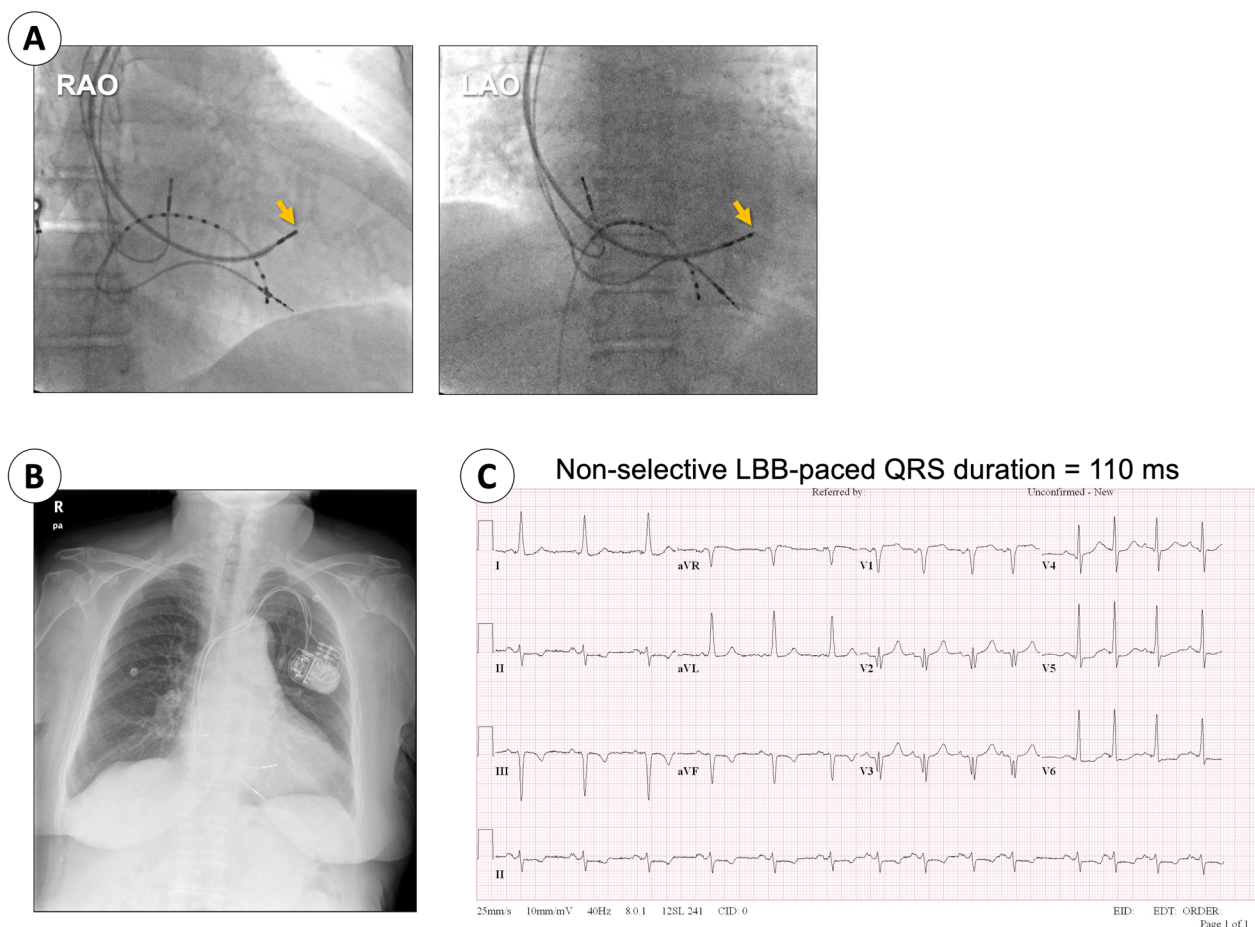 A
RAO
LAO
B
R
pa
C
Non-selective LBB-paced QRS duration = 110 ms
Referred by:
Unconfirmed - New
I
aVR
V1
V4
II
aVL
V2
V5
III
aVF
V3
V6
II
25mm/s 10mm/mV 40Hz 8.0.1 12SL 241 CID: 0
EID: EDT: ORDER:
Page 1 of 1